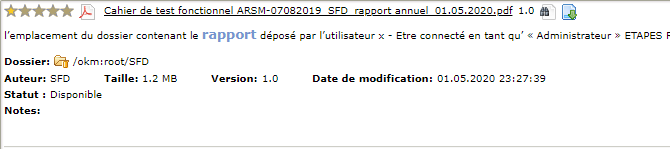 Cahier de test fonctionnel ARSM-07082019_SFD_rapport annuel_01.05.2020.pdf 1.0
l'emplacement du dossier contenant le rapport déposé par l'utilisateur x - Etre connecté en tant qu' « Administrateur » ETAPES
Dossier: /okm:root/SFD
Auteur: SFD Taille: 1.2 MB Version: 1.0 Date de modification: 01.05.2020 23:27:39
Statut : Disponible
Notes: